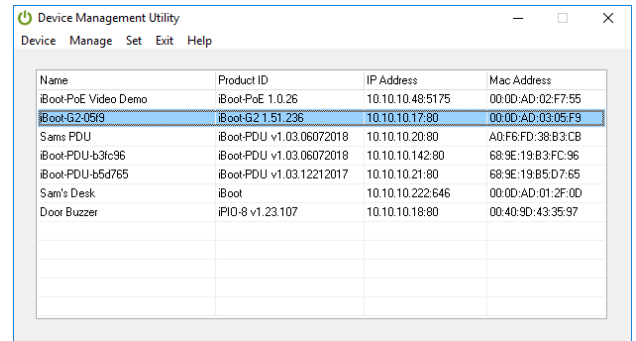 Device Management Utility
Device Manage Set Exit Help
Name Product ID IP Address Mac Address
iBoot-PoE Video Demo iBoot-PoE 1.0.26 10.10.10.48:5175 00:0D:AD:02:F7:55
iBoot-G2-05f9 iBoot-G2 1.51.236 10.10.10.17:80 00:0D:AD:03:05:F9
Sams PDU iBoot-PDU v1.03.06072018 10.10.10.20:80 A0:F6:FD:38:B3:CB
iBoot-PDU-b3fc96 iBoot-PDU v1.03.06072018 10.10.10.142:80 68:9E:19:B3:FC:96
iBoot-PDU-b5d765 iBoot-PDU v1.03.12212017 10.10.10.21:80 68:9E:19:B5:D7:65
Sam's Desk iBoot 10.10.10.222:646 00:0D:AD:01:2F:0D
Door Buzzer iPIO-8 v1.23.107 10.10.10.18:80 00:40:9D:43:35:97